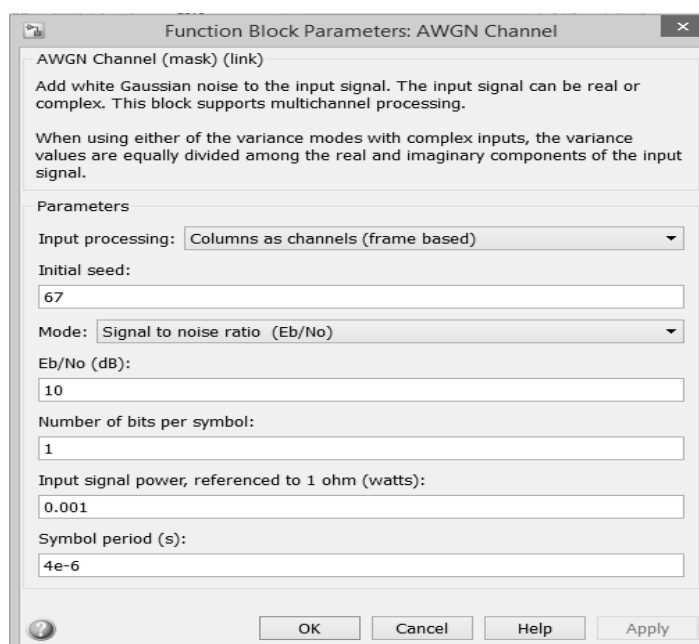 Function Block Parameters: AWGN Channel
AWGN Channel (mask) (link)
Add white Gaussian noise to the input signal. The input signal can be real or
complex. This block supports multichannel processing.
When using either of the variance modes with complex inputs, the variance
values are equally divided among the real and imaginary components of the input
signal.
Parameters
Input processing: Columns as channels (frame based)
Initial seed:
67
Mode: Signal to noise ratio (Eb/No)
Eb/No (dB):
10
Number of bits per symbol:
1
Input signal power, referenced to 1 ohm (watts):
0.001
Symbol period (s):
4e-6
OK Cancel Help Apply